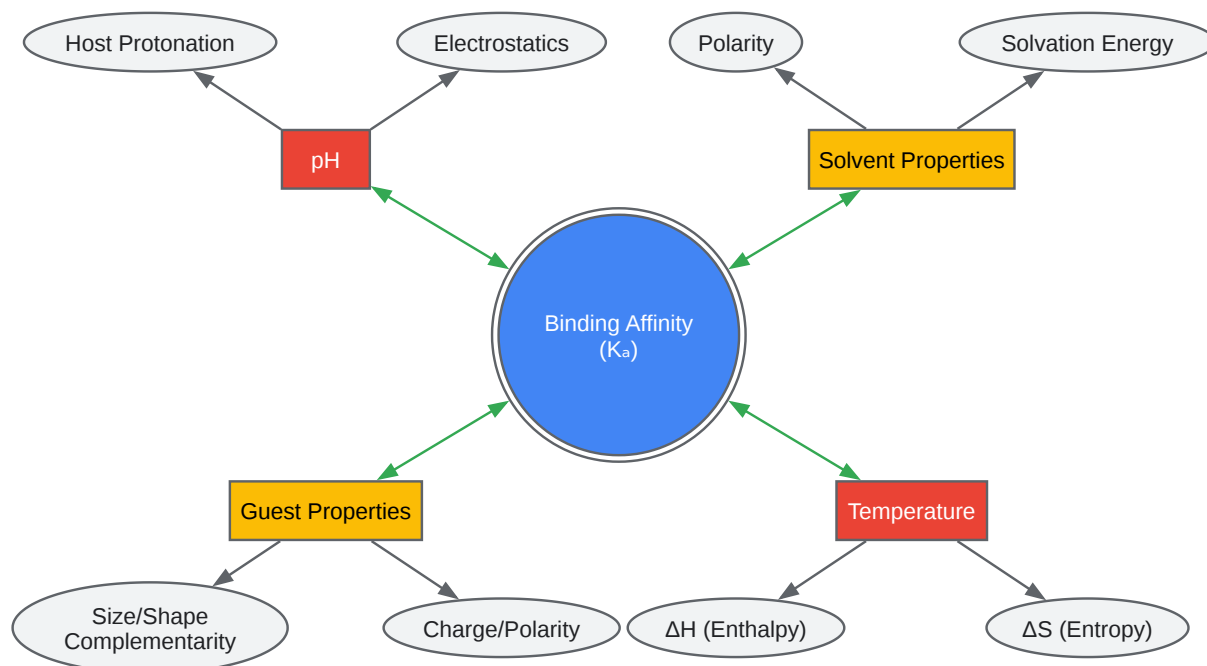 Host Protonation
Electrostatics
Polarity
Solvation Energy
pH
Solvent Properties
Binding Affinity
(Kₐ)
Guest Properties
Temperature
Size/Shape
Complementarity
Charge/Polarity
ΔH (Enthalpy)
ΔS (Entropy)